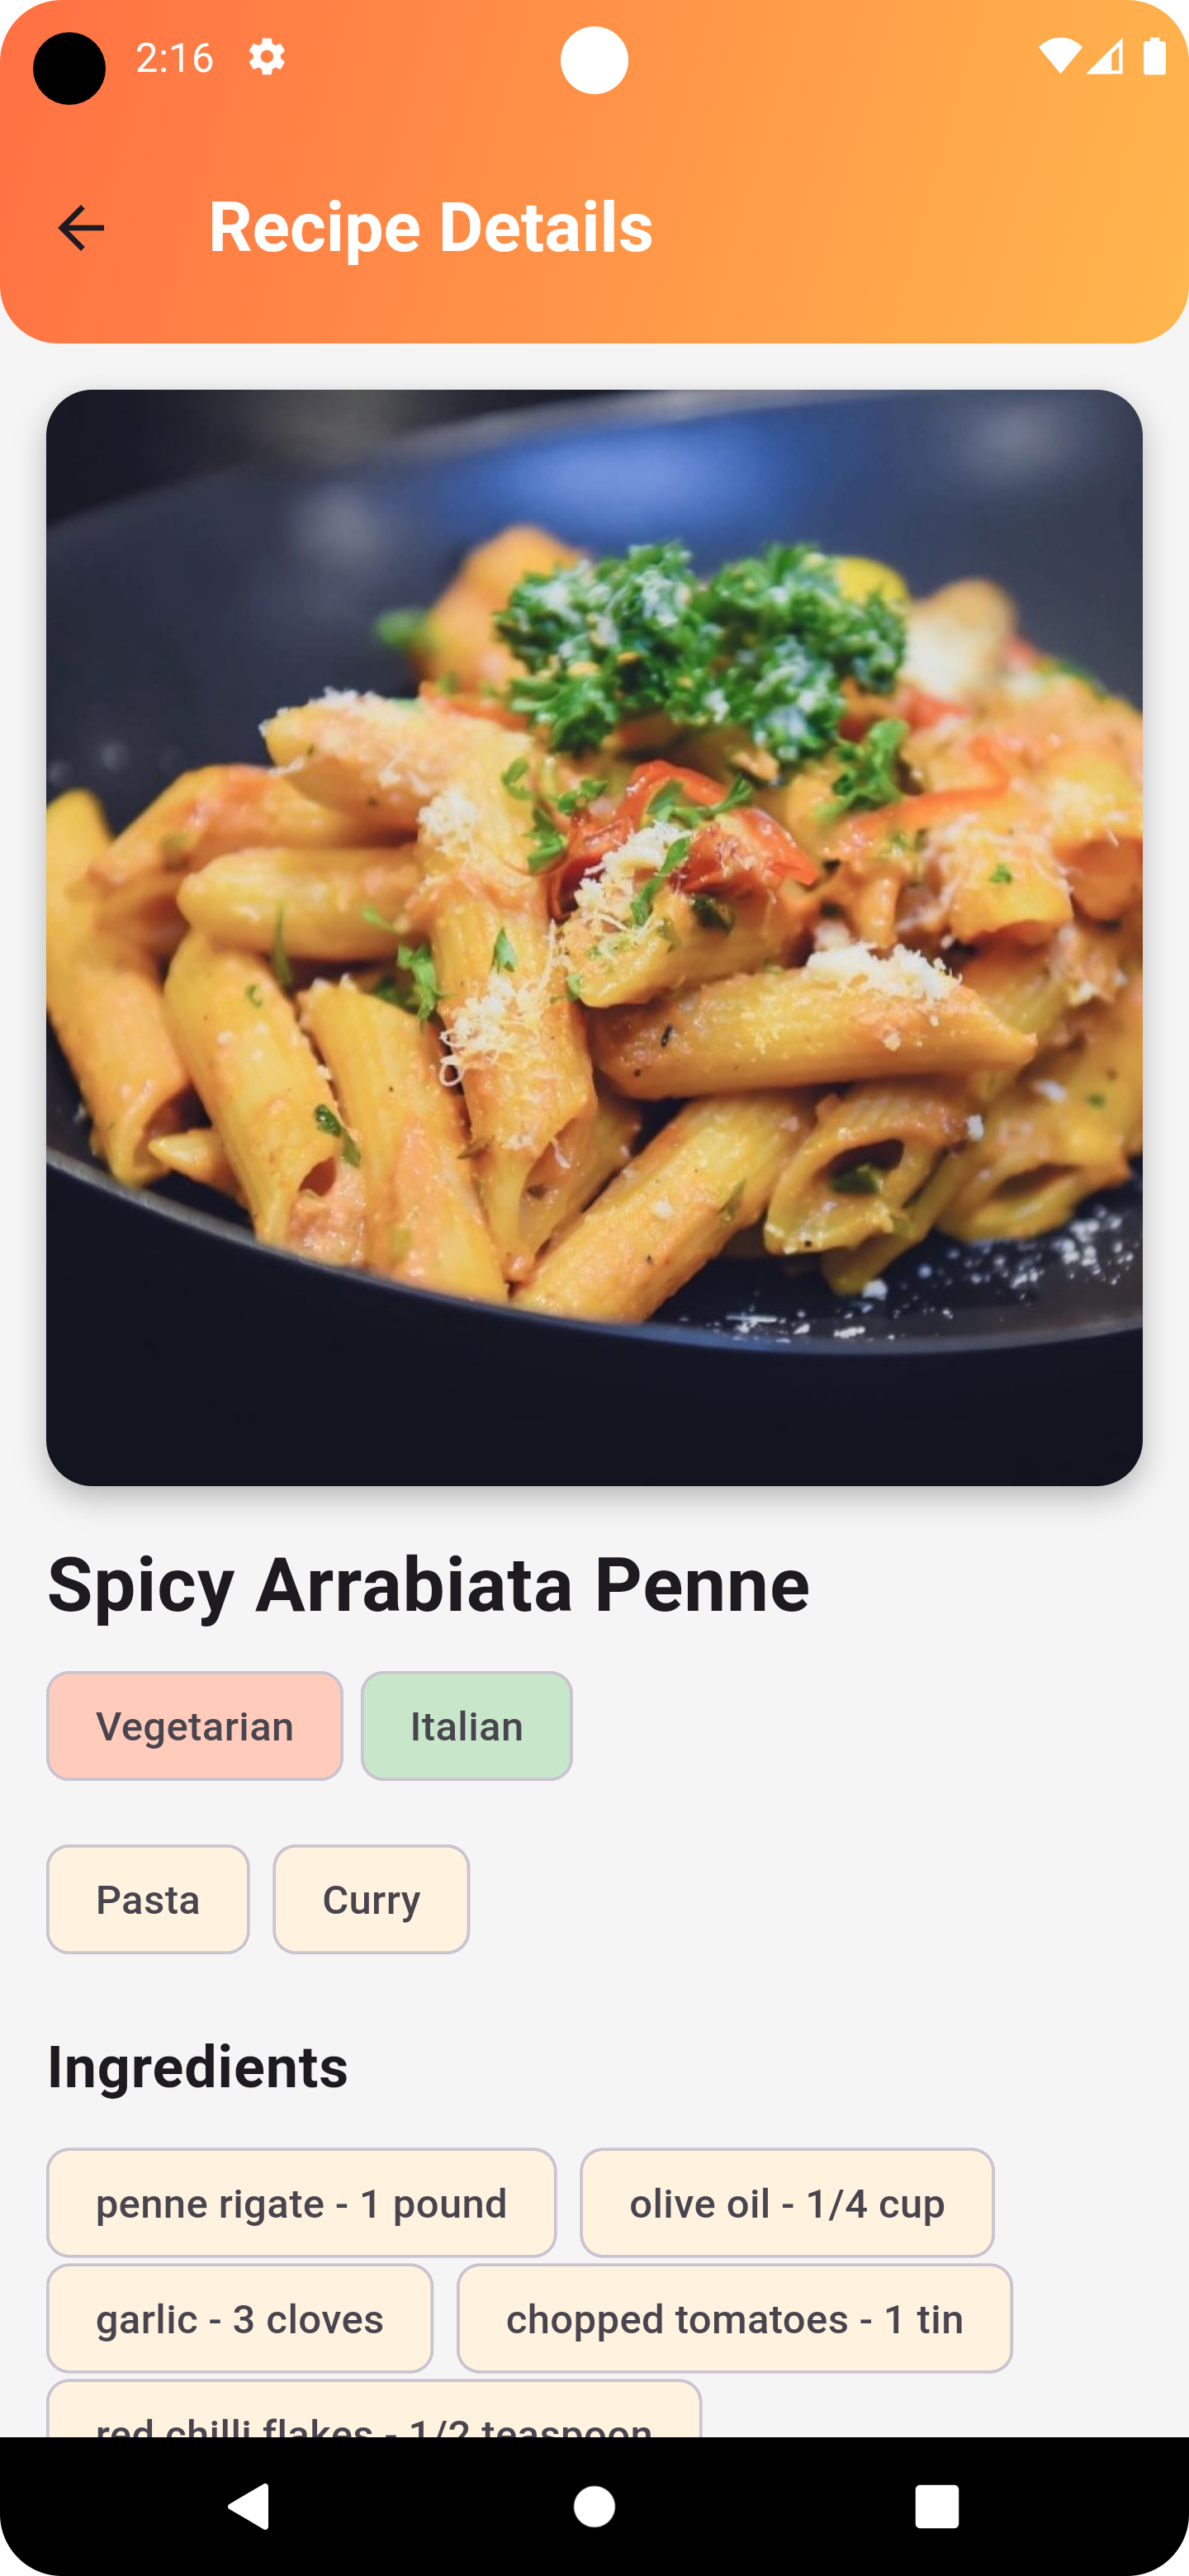 2:16
Recipe Details
Spicy Arrabiata Penne
Vegetarian Italian
Pasta Curry
Ingredients
penne rigate - 1 pound olive oil - 1/4 cup
garlic - 3 cloves chopped tomatoes - 1 tin
red chilli flakes - 1/2 teaspoon